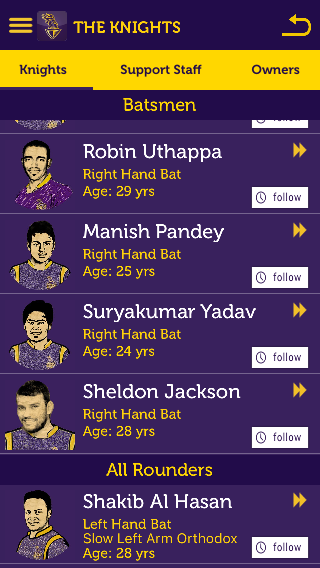 THE KNIGHTS
Knights Support Staff Owners
Batsmen
Robin Uthappa
Right Hand Bat
Age: 29 yrs
follow
Manish Pandey
Right Hand Bat
Age: 25 yrs
follow
Suryakumar Yadav
Right Hand Bat
Age: 24 yrs
follow
Sheldon Jackson
Right Hand Bat
Age: 28 yrs
follow
All Rounders
Shakib Al Hasan
Left Hand Bat
Slow Left Arm Orthodox
Age: 28 yrs
follow